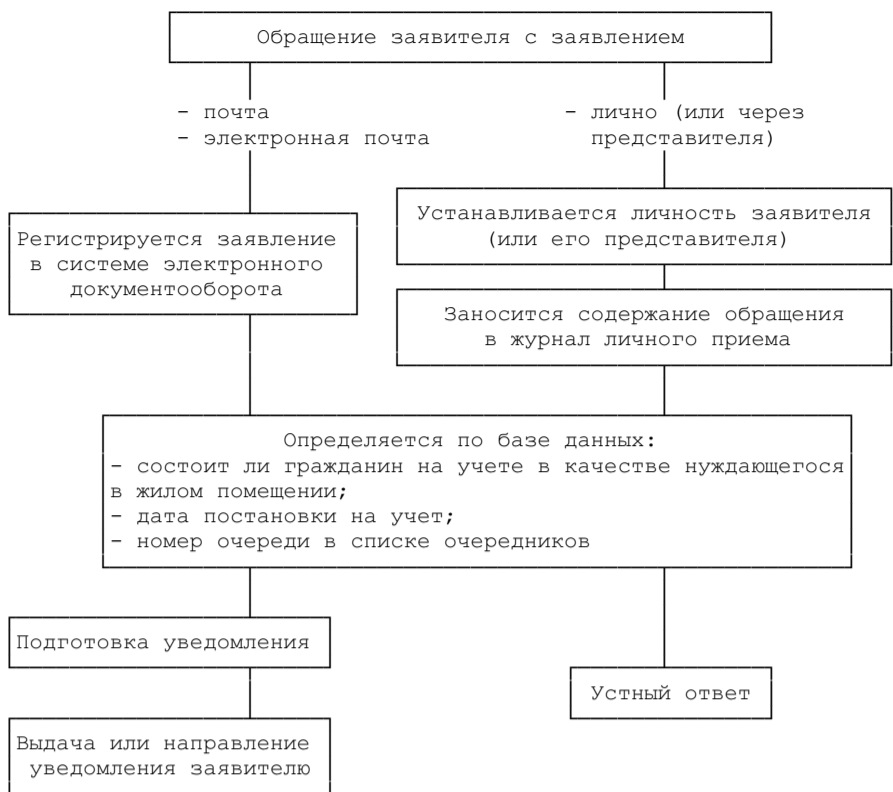 Обращение заявителя с заявлением
- почта
- электронная почта
- лично (или через
представителя)
Регистрируется заявление
в системе электронного
документооборота
Устанавливается личность заявителя
(или его представителя)
Заносится содержание обращения
в журнал личного приема
Определяется по базе данных:
- состоит ли гражданин на учете в качестве нуждающегося
в жилом помещении;
- дата постановки на учет;
- номер очереди в списке очередников
Подготовка уведомления
Выдача или направление
уведомления заявителю
Устный ответ